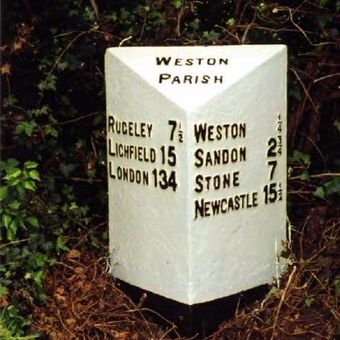 WESTON
PARISH
RUGELEY 7½
LICHFIELD 15
LONDON 134
WESTON ¼
SANDON 2¾
STONE 7
NEWCASTLE 15½